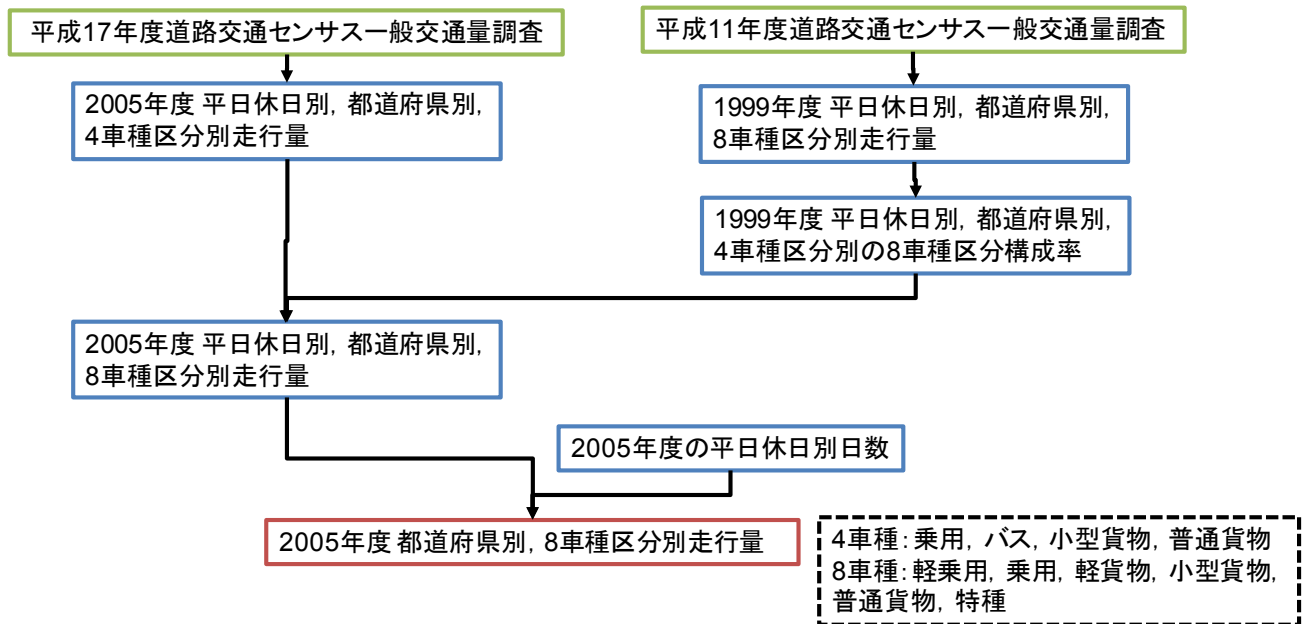 平成17年度道路交通センサス一般交通量調査
平成11年度道路交通センサス一般交通量調査
2005年度 平日休日別, 都道府県別,
4車種区分別走行量
1999年度 平日休日別, 都道府県別,
8車種区分別走行量
1999年度 平日休日別, 都道府県別,
4車種区分別の8車種区分構成率
2005年度 平日休日別, 都道府県別,
8車種区分別走行量
2005年度の平日休日別日数
2005年度 都道府県別, 8車種区分別走行量
4車種：乗用, バス, 小型貨物, 普通貨物
8車種：軽乗用, 乗用, 軽貨物, 小型貨物,
普通貨物, 特種